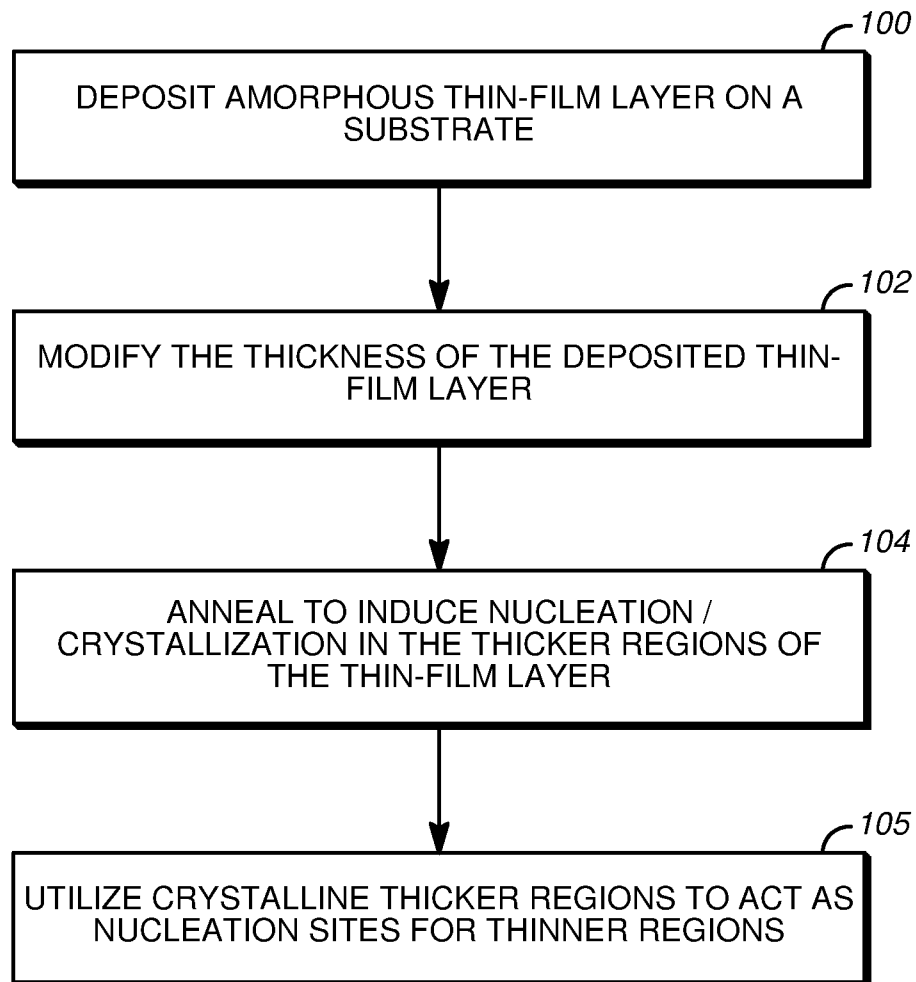 100
DEPOSIT AMORPHOUS THIN-FILM LAYER ON A
SUBSTRATE
102
MODIFY THE THICKNESS OF THE DEPOSITED THIN-
FILM LAYER
104
ANNEAL TO INDUCE NUCLEATION /
CRYSTALLIZATION IN THE THICKER REGIONS OF
THE THIN-FILM LAYER
105
UTILIZE CRYSTALLINE THICKER REGIONS TO ACT AS
NUCLEATION SITES FOR THINNER REGIONS